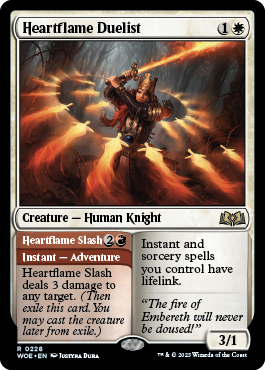 Heartflame Duelist 1
Creature — Human Knight
Heartflame Slash 2
Instant — Adventure
Heartflame Slash
deals 3 damage to
any target. (Then
exile this card. You
may cast the
creature later
from exile.)
Instant and
sorcery spells
you control have
lifelink.
"The fire of
Embereth will never
be doused!"
3/1
R 0228
WOE • EN Justyna Dura
™ & © 2023 Wizards of the Coast